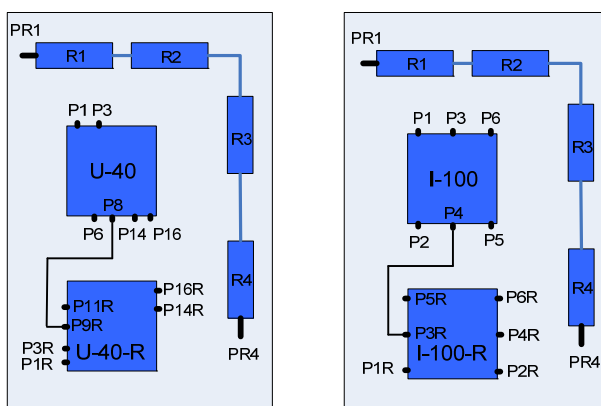 PR1
R1 R2
P1 P3
R3
U-40
P8
P6 P14 P16
P16R
R4
P11R
P14R
P9R
P3R
U-40-R
P1R
PR4
PR1
R1 R2
P1 P3 P6
R3
I-100
P4
P2 P5
R4
P5R P6R
P3R P4R
I-100-R
PR4
P1R P2R